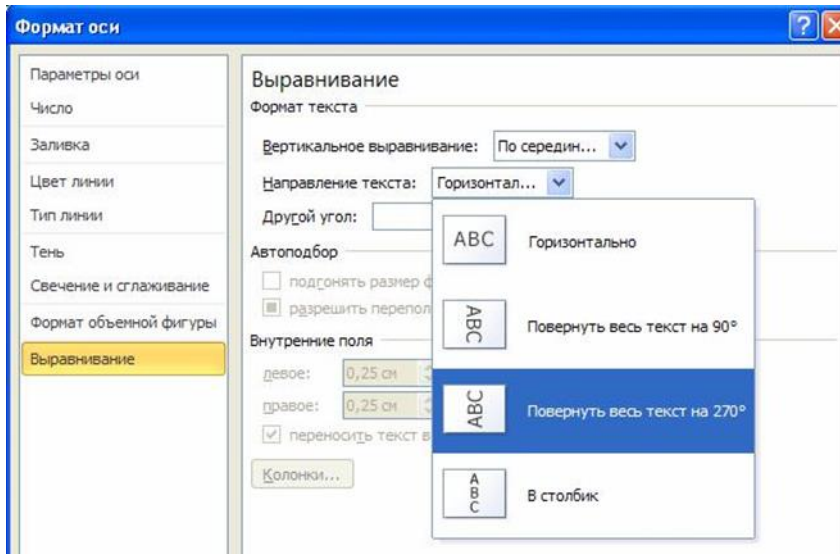 Формат оси
Параметры оси
Число
Заливка
Цвет линии
Тип линии
Тень
Свечение и сглаживание
Формат объемной фигуры
Выравнивание
Выравнивание
Формат текста
Вертикальное выравнивание: По середин...
Направление текста: Горизонтал...
Другой угол:
Автоподбор
подгонять размер ф
разрешить перепол
Внутренние поля
левое: 0,25 см
правое: 0,25 см
переносить текст в
Колонки...
ABC Горизонтально
ABC Повернуть весь текст на 90°
ABC Повернуть весь текст на 270°
A
B
C
В столбик